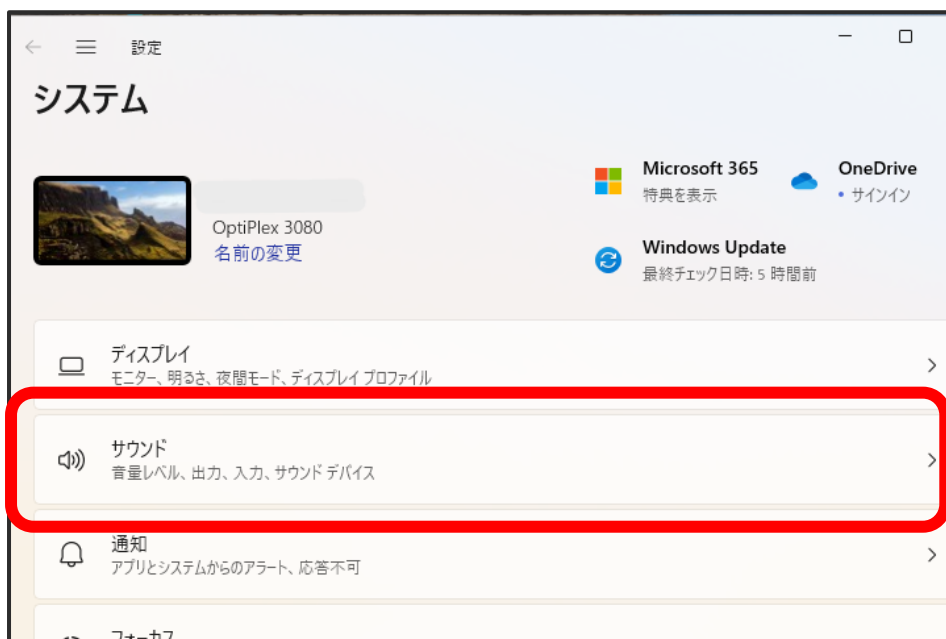 設定
システム
Microsoft 365
特典を表示
OneDrive
• サインイン
OptiPlex 3080
名前の変更
Windows Update
最終チェック日時: 5 時間前
ディスプレイ
モニター、明るさ、夜間モード、ディスプレイ プロファイル
サウンド
音量レベル、出力、入力、サウンド デバイス
通知
アプリとシステムからのアラート、応答不可
フォーカス